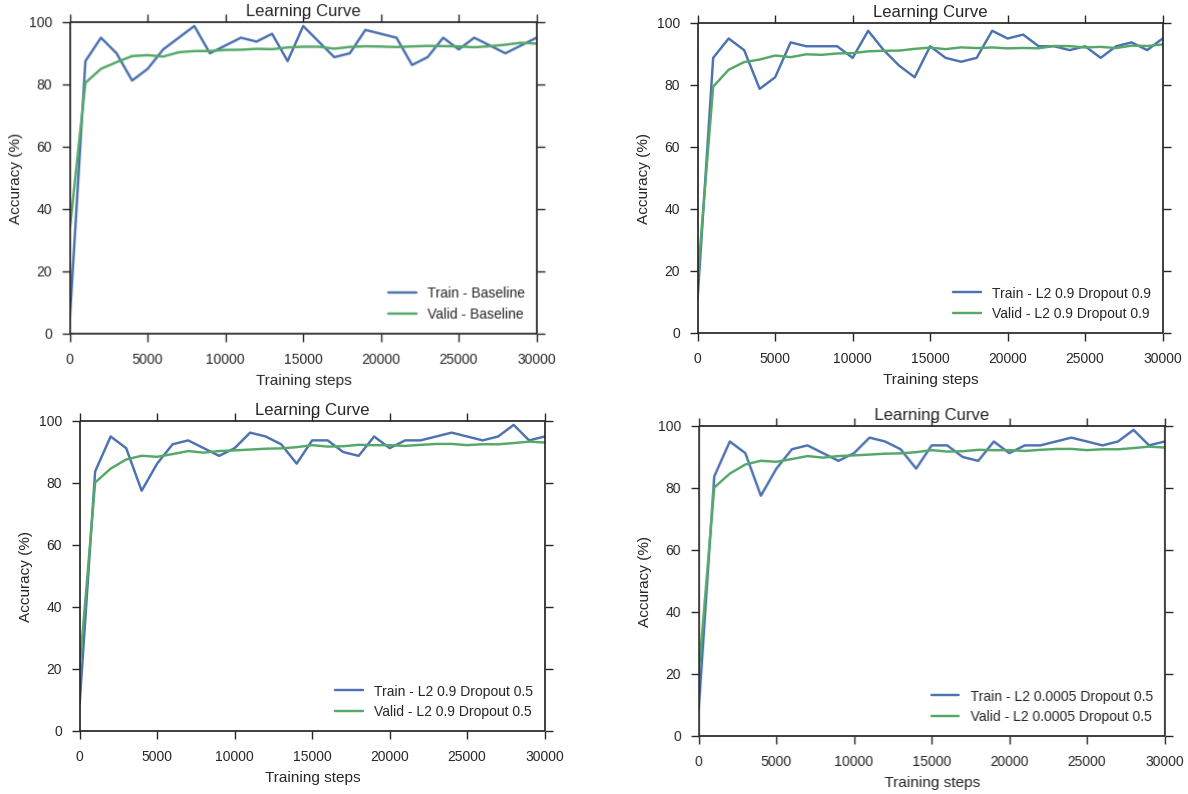 Learning Curve
100
80
60
40
20
0
Accuracy (%)
Train - Baseline
Valid - Baseline
0 5000 10000 15000 20000 25000 30000
Training steps
Learning Curve
100
80
60
40
20
0
Accuracy (%)
Train - L2 0.9 Dropout 0.9
Valid - L2 0.9 Dropout 0.9
0 5000 10000 15000 20000 25000 30000
Training steps
Learning Curve
100
80
60
40
20
0
Accuracy (%)
Train - L2 0.9 Dropout 0.5
Valid - L2 0.9 Dropout 0.5
0 5000 10000 15000 20000 25000 30000
Training steps
Learning Curve
100
80
60
40
20
0
Accuracy (%)
Train - L2 0.0005 Dropout 0.5
Valid - L2 0.0005 Dropout 0.5
0 5000 10000 15000 20000 25000 30000
Training steps